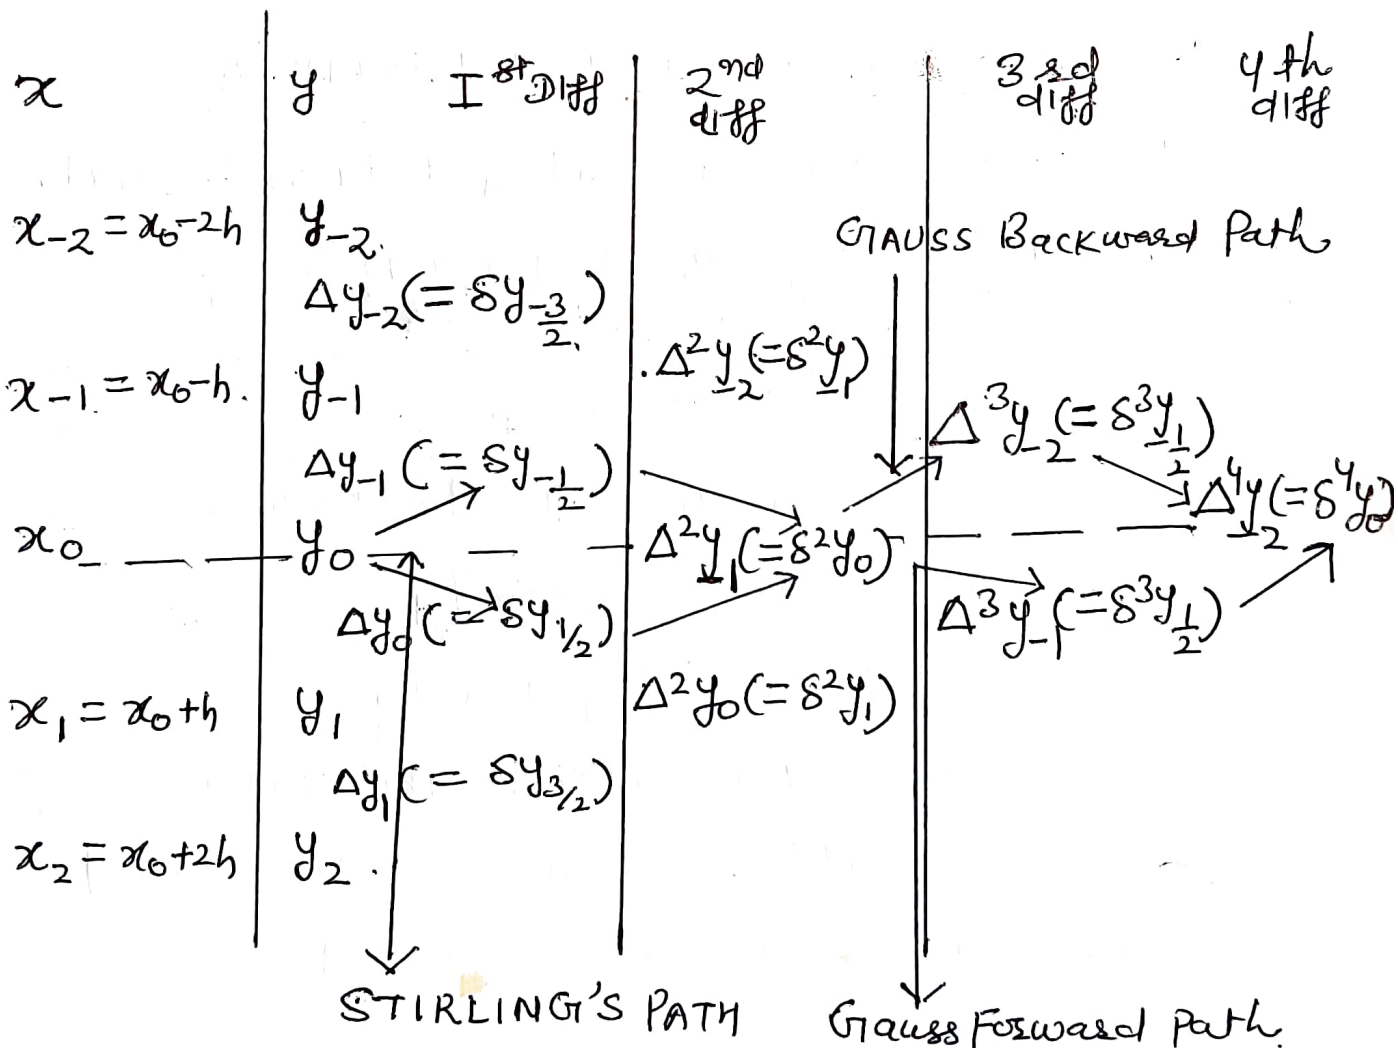 x y Ist Diff 2nd diff 3rd diff 4th diff
x₋₂ = x₀-2h y₋₂. GAUSS Backward Path
Δy₋₂(= δy₋₃/₂)
Δ²y₋₂(=δ²y₋₁)
x₋₁. = x₀-h. y₋₁
Δ³y₋₂(= δ³y₋₁/₂)
Δy₋₁ (= δy₋₁/₂)
Δ⁴y₋₂(=δ⁴y₀)
x₀ y₀ Δ²y₋₁(=δ²y₀)
Δy₀(= δy₁/₂) Δ³y₋₁(=δ³y₁/₂)
x₁ = x₀+h y₁ Δ²y₀(=δ²y₁)
Δy₁(= δy₃/₂)
x₂ = x₀+2h y₂.
STIRLING'S PATH Gauss Forward Path.